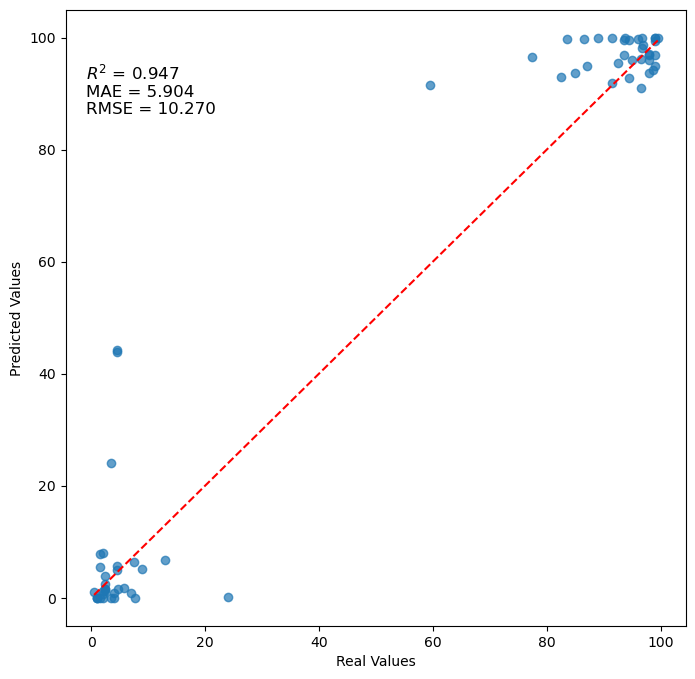 100
80
60
40
20
0
R² = 0.947
MAE = 5.904
RMSE = 10.270
Predicted Values
0 20 40 60 80 100
Real Values